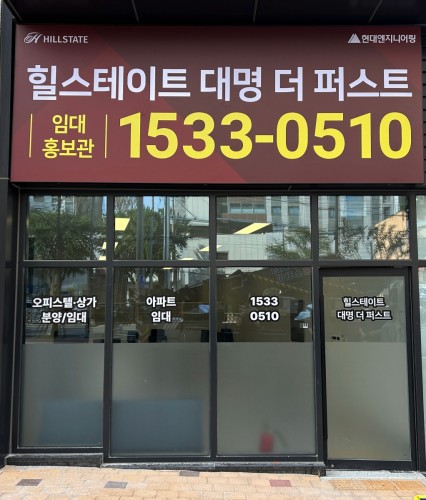 HILLSTATE
현대엔지니어링
힐스테이트 대명 더 퍼스트
임대
홍보관
1533-0510
오피스텔·상가
분양/임대
아파트
임대
1533
0510
힐스테이트
대명 더 퍼스트